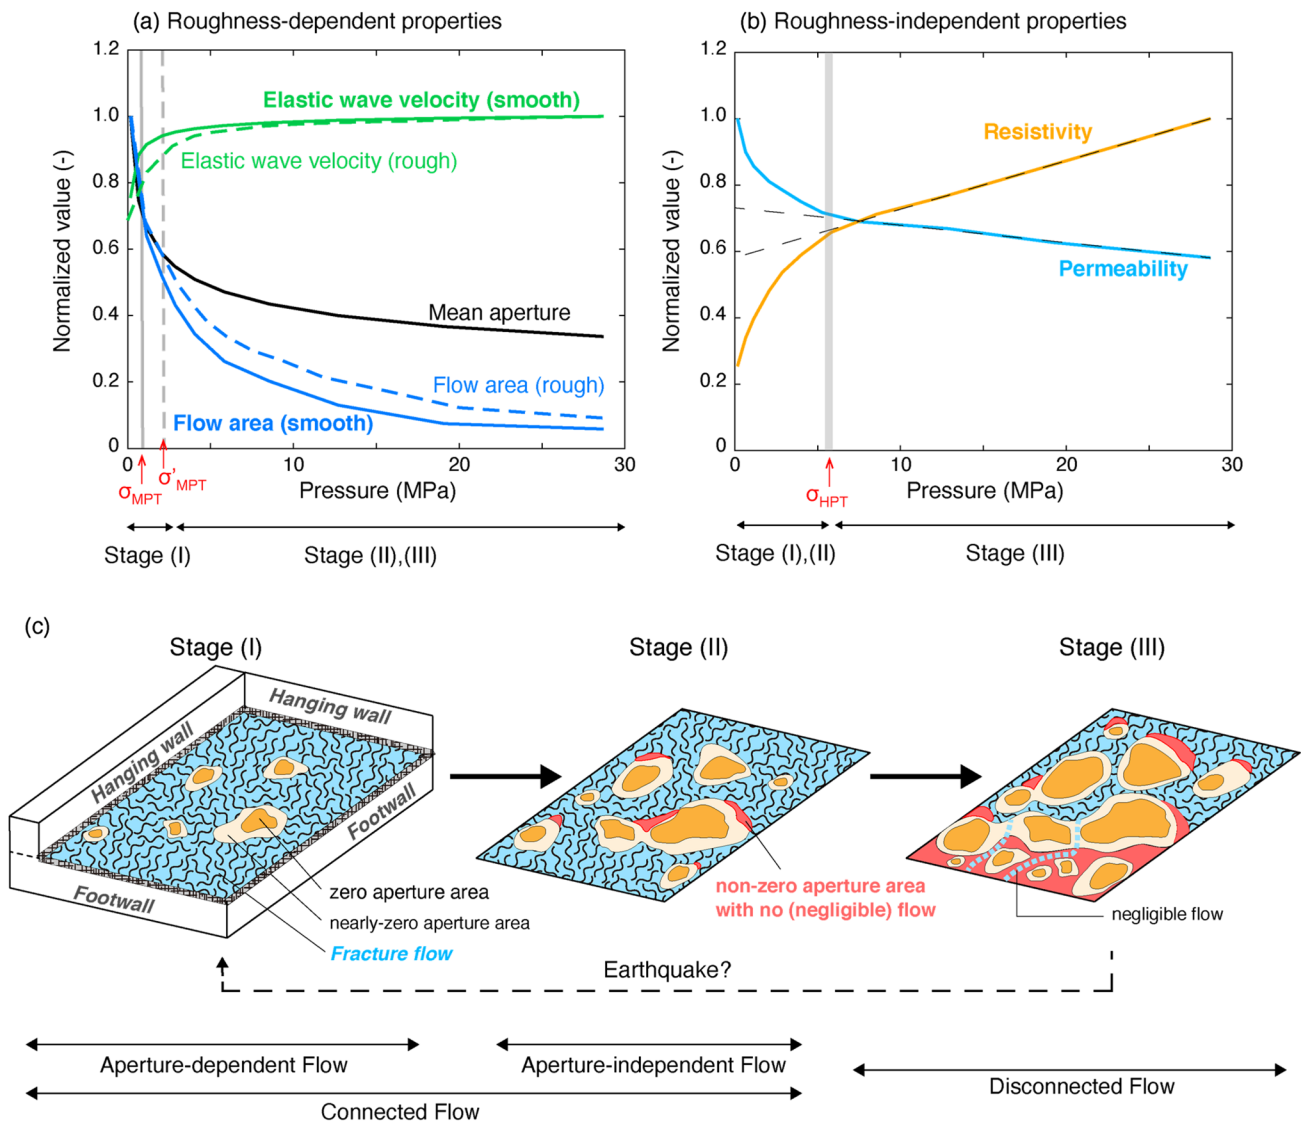 (a) Roughness-dependent properties
1.2
1.0
0.8
0.6
0.4
0.2
0
Normalized value (-)
Elastic wave velocity (smooth)
Elastic wave velocity (rough)
Mean aperture
Flow area (rough)
Flow area (smooth)
0
10
20
30
σMPT
σ'MPT
Pressure (MPa)
Stage (I)
Stage (II),(III)
(b) Roughness-independent properties
1.2
1.0
0.8
0.6
0.4
0.2
0
Normalized value (-)
Resistivity
Permeability
0
10
20
30
σHPT
Pressure (MPa)
Stage (I),(II)
Stage (III)
(c)
Stage (I)
Stage (II)
Stage (III)
Hanging wall
Hanging wall
Footwall
Footwall
zero aperture area
nearly-zero aperture area
Fracture flow
non-zero aperture area
with no (negligible) flow
negligible flow
Earthquake?
Aperture-dependent Flow
Aperture-independent Flow
Disconnected Flow
Connected Flow